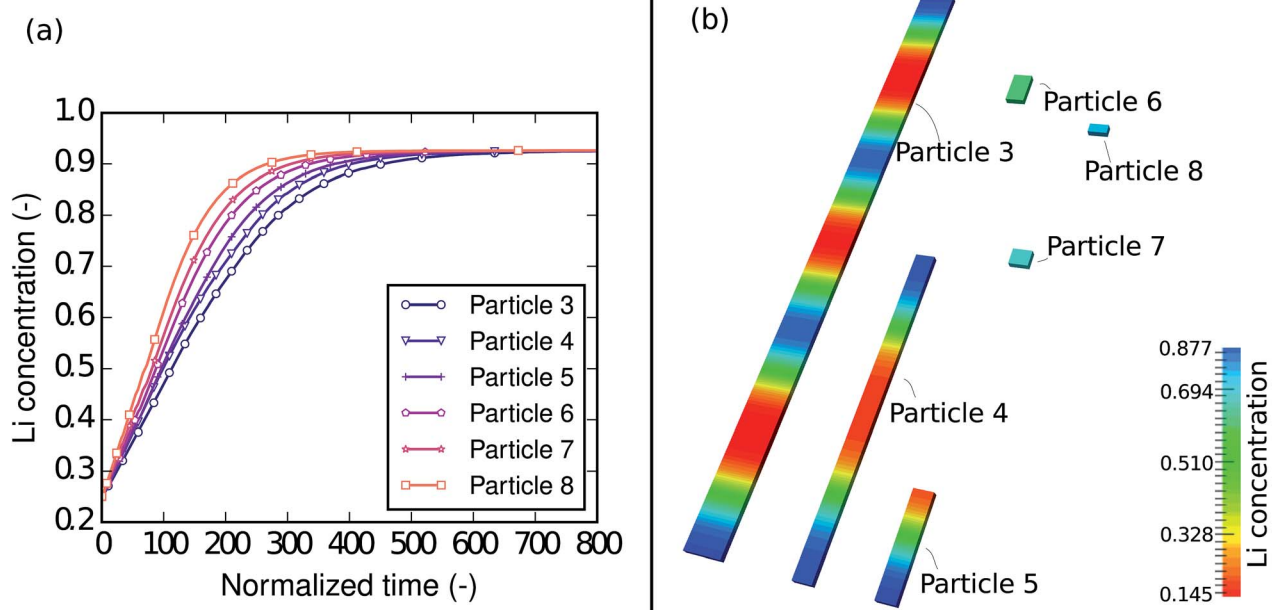 (a)
Li concentration (-)
1.0
0.9
0.8
0.7
0.6
0.5
0.4
0.3
0.2
0
100
200
300
400
500
600
700
800
Normalized time (-)
Particle 3
Particle 4
Particle 5
Particle 6
Particle 7
Particle 8
(b)
Particle 6
Particle 3
Particle 8
Particle 7
Particle 4
Particle 5
0.877
0.694
0.510
0.328
0.145
Li concentration